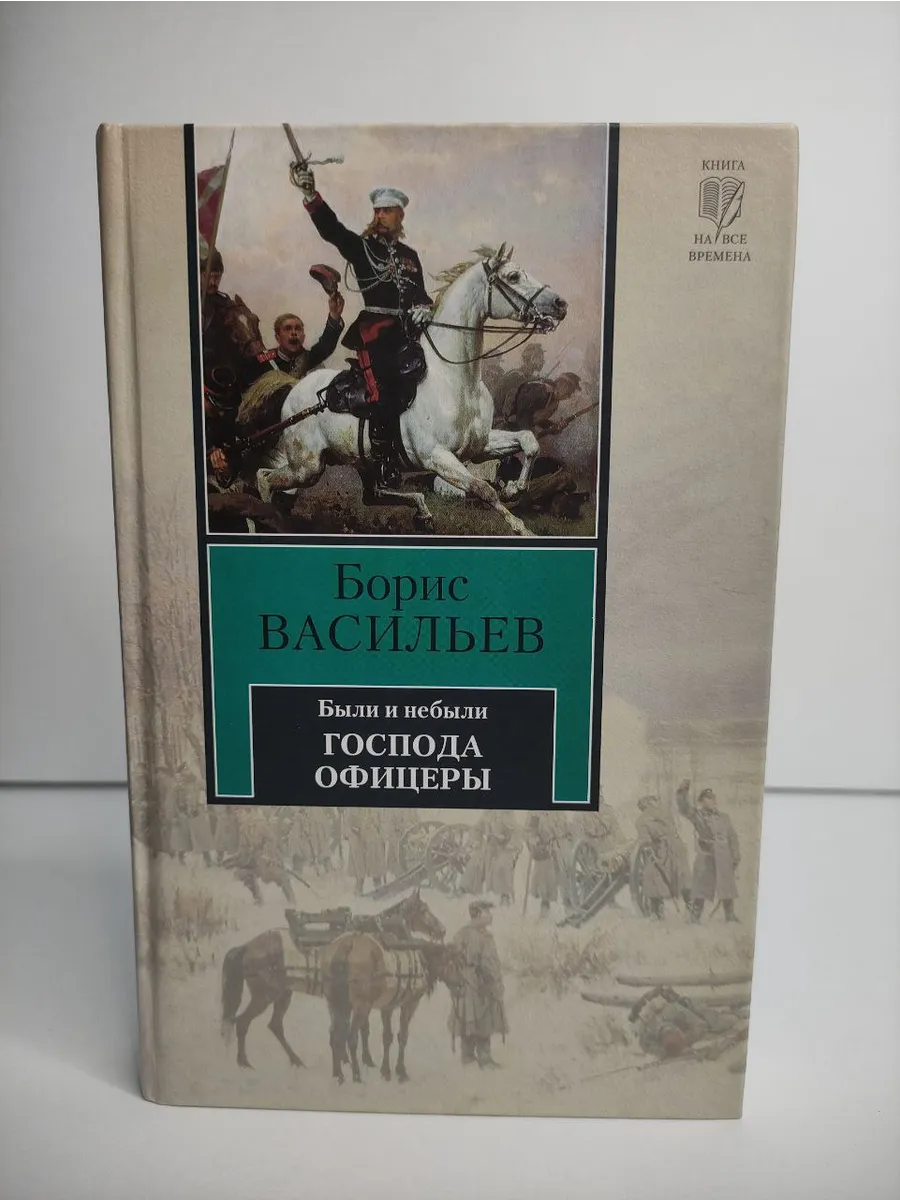 КНИГА
НА ВСЕ
ВРЕМЕНА
Борис
ВАСИЛЬЕВ
Были и небыли
ГОСПОДА
ОФИЦЕРЫ